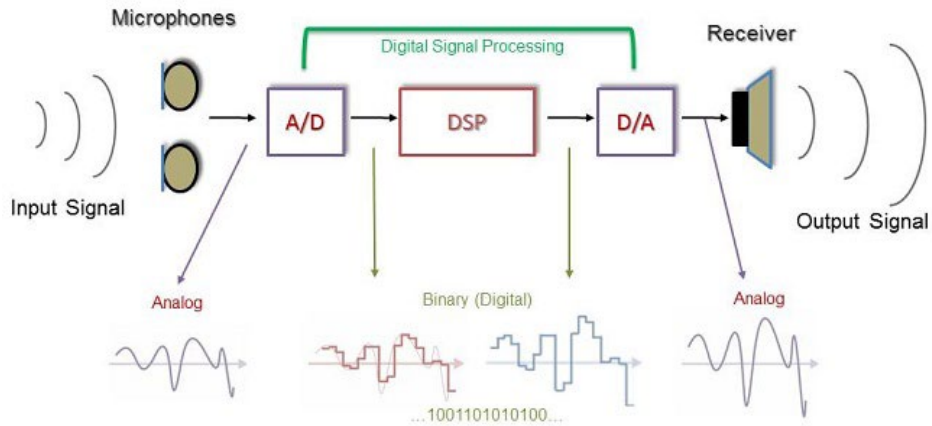 Microphones
Digital Signal Processing
Receiver
A/D
DSP
D/A
Input Signal
Output Signal
Analog
Binary (Digital)
Analog
...1001101010100...